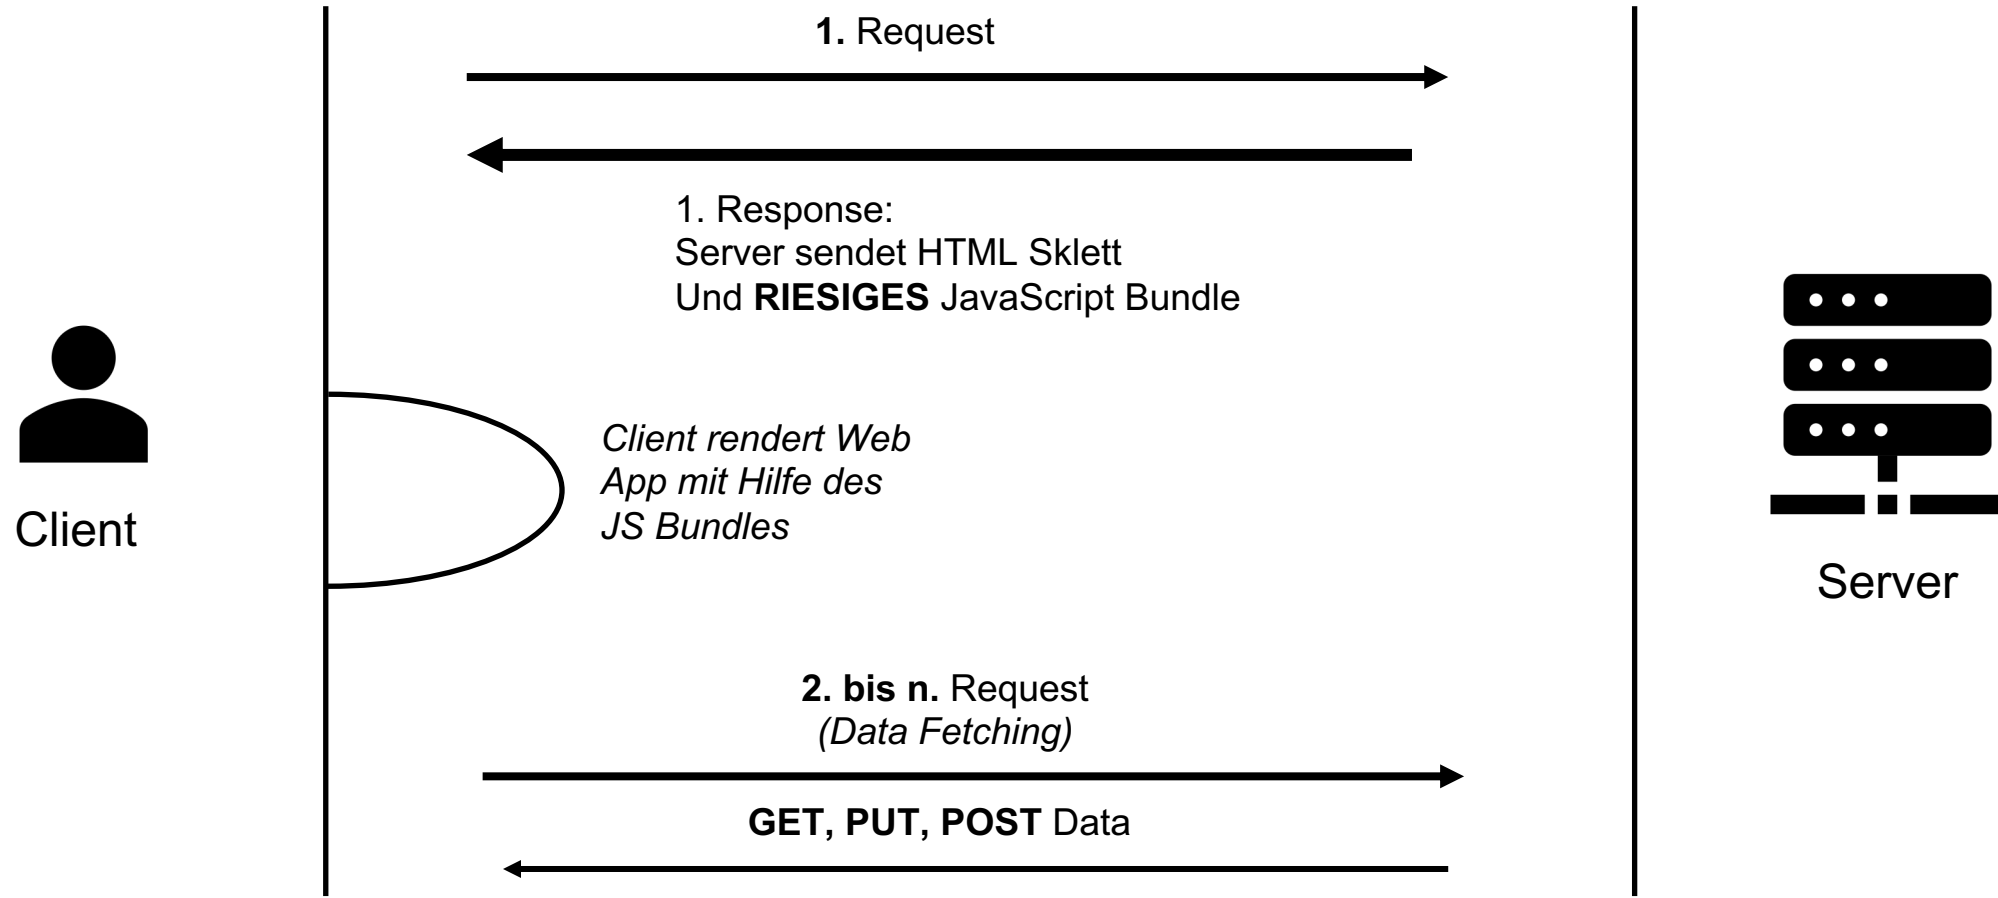 1. Request
1. Response:
Server sendet HTML Sklett
Und RIESIGES JavaScript Bundle
Client rendert Web
App mit Hilfe des
JS Bundles
Client
Server
2. bis n. Request
(Data Fetching)
GET, PUT, POST Data